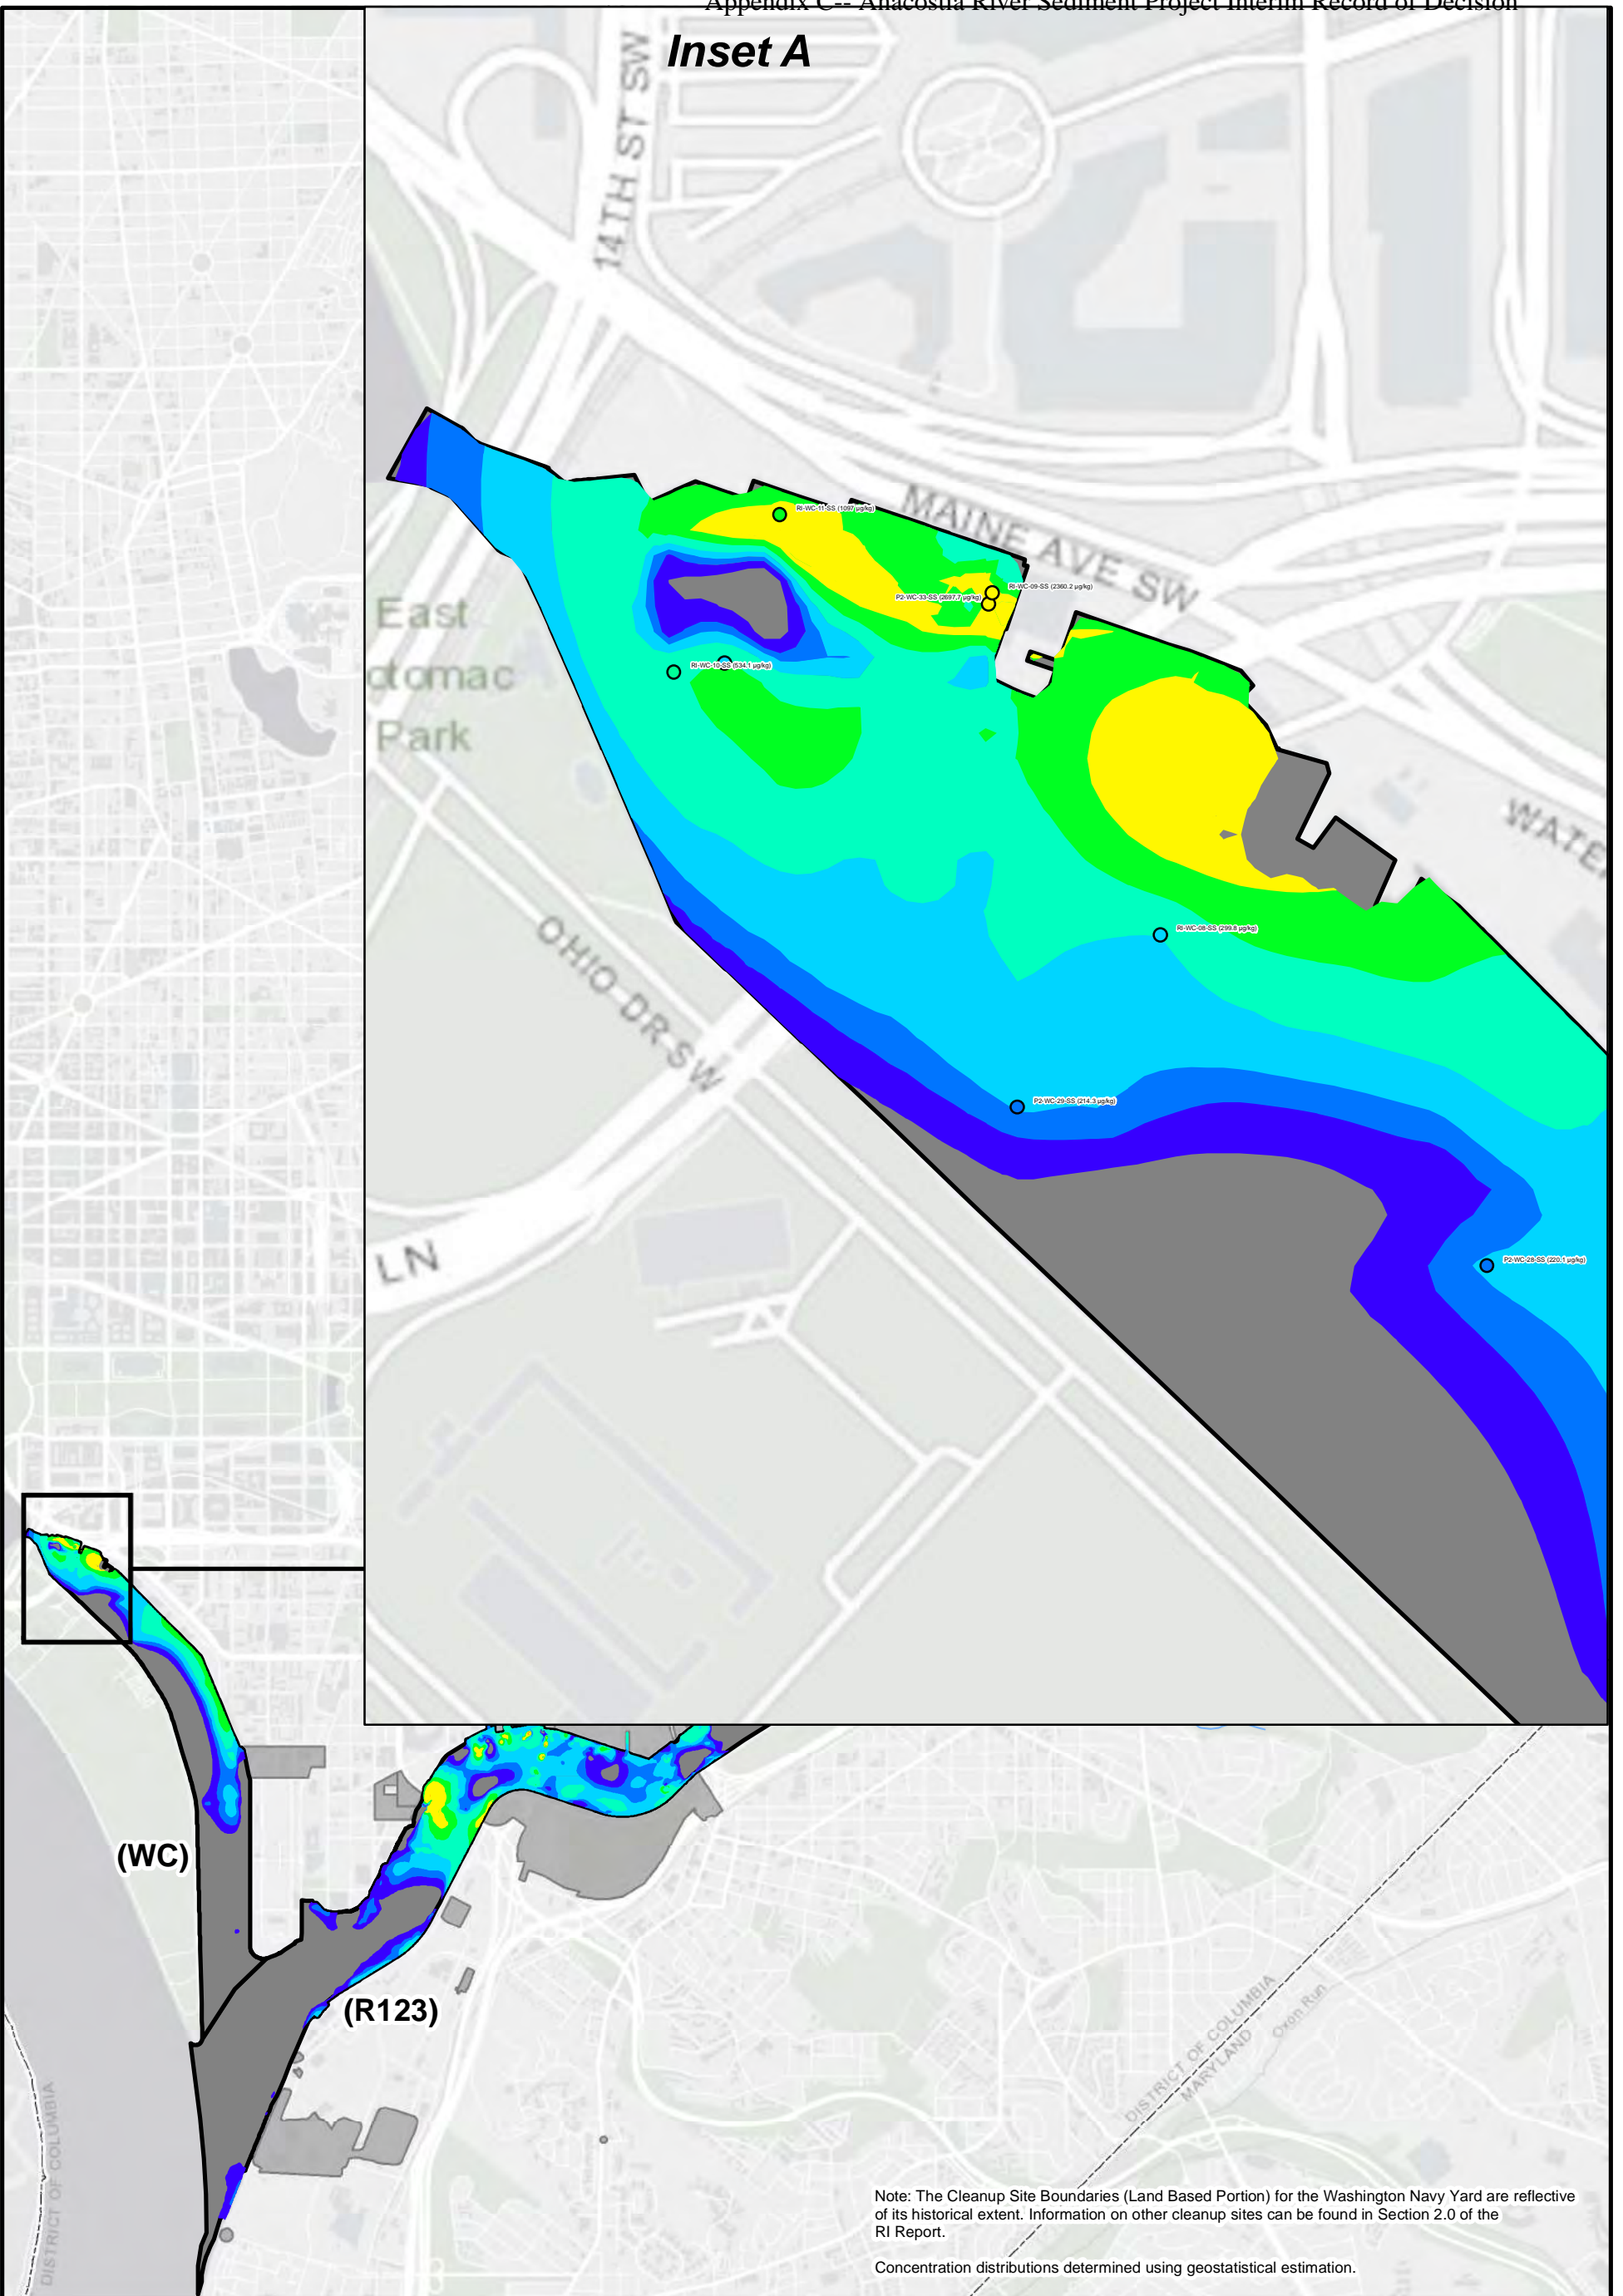 Appendix C-- Anacostia River Sediment Project Interim Record of Decision
Inset A
14TH ST SW
MAINE AVE SW
RI-WC-11-SS (1097 µg/kg)
RI-WC-09-SS (2360.2 µg/kg)
P2-WC-33-SS (2697.7 µg/kg)
East
Park
RI-WC-10-SS (534.1 µg/kg)
OHIO DR SW
RI-WC-08-SS (299.8 µg/kg)
P2-WC-29-SS (214.3 µg/kg)
P2-WC-28-SS (220.1 µg/kg)
LN
(WC)
(R123)
DISTRICT OF COLUMBIA
MARYLAND
Oxon Run
DISTRICT OF COLUMBIA
Note: The Cleanup Site Boundaries (Land Based Portion) for the Washington Navy Yard are reflective
of its historical extent. Information on other cleanup sites can be found in Section 2.0 of the
RI Report.
Concentration distributions determined using geostatistical estimation.